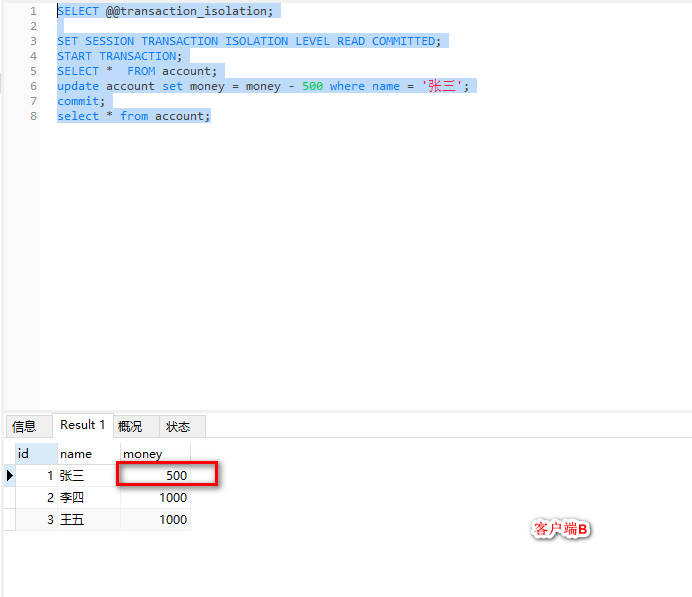 1 SELECT @@transaction_isolation;
2
3 SET SESSION TRANSACTION ISOLATION LEVEL READ COMMITTED;
4 START TRANSACTION;
5 SELECT *  FROM account;
6 update account set money = money - 500 where name = '张三';
7 commit;
8 select * from account;
信息 Result 1 概况 状态
id name money
1 张三 500
2 李四 1000
3 王五 1000
客户端B